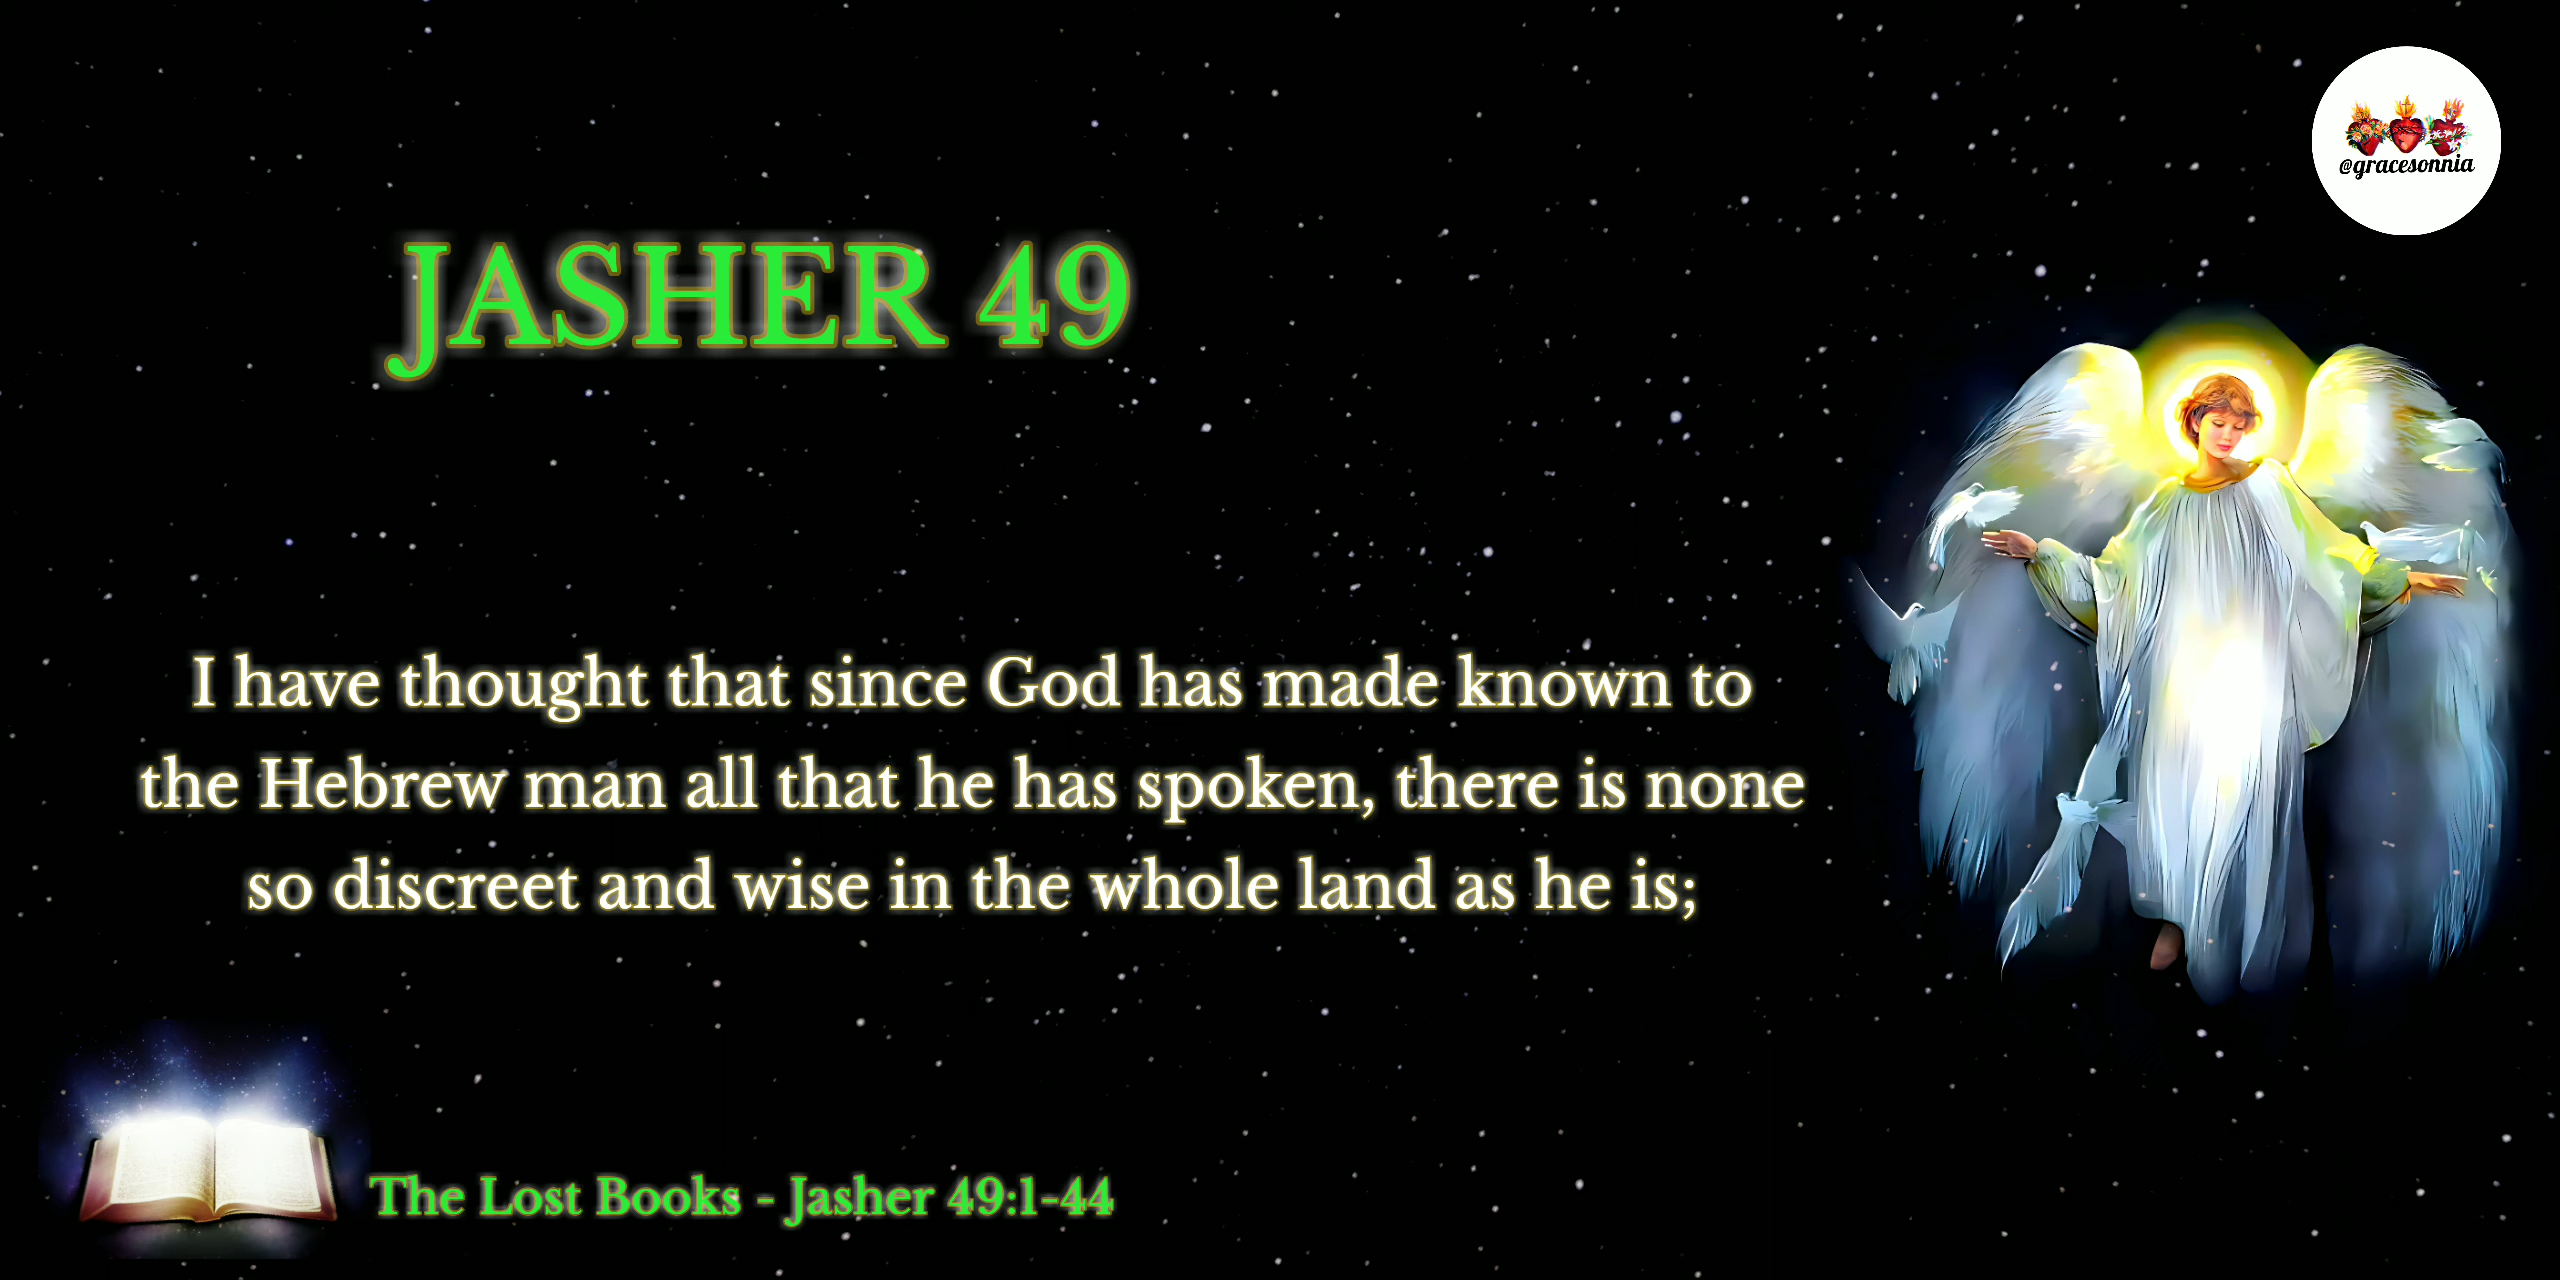 @gracesonnia
JASHER 49
I have thought that since God has made known to
the Hebrew man all that he has spoken, there is none
so discreet and wise in the whole land as he is;
The Lost Books - Jasher 49:1-44